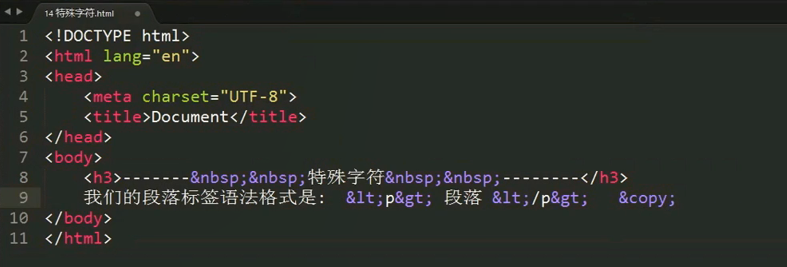 14 特殊字符.html
1 <!DOCTYPE html>
2 <html lang="en">
3 <head>
4     <meta charset="UTF-8">
5     <title>Document</title>
6 </head>
7 <body>
8     <h3>-------&nbsp;&nbsp;特殊字符&nbsp;&nbsp;--------</h3>
9     我们的段落标签语法格式是:  &lt;p&gt; 段落 &lt;/p&gt;   &copy;
10 </body>
11 </html>